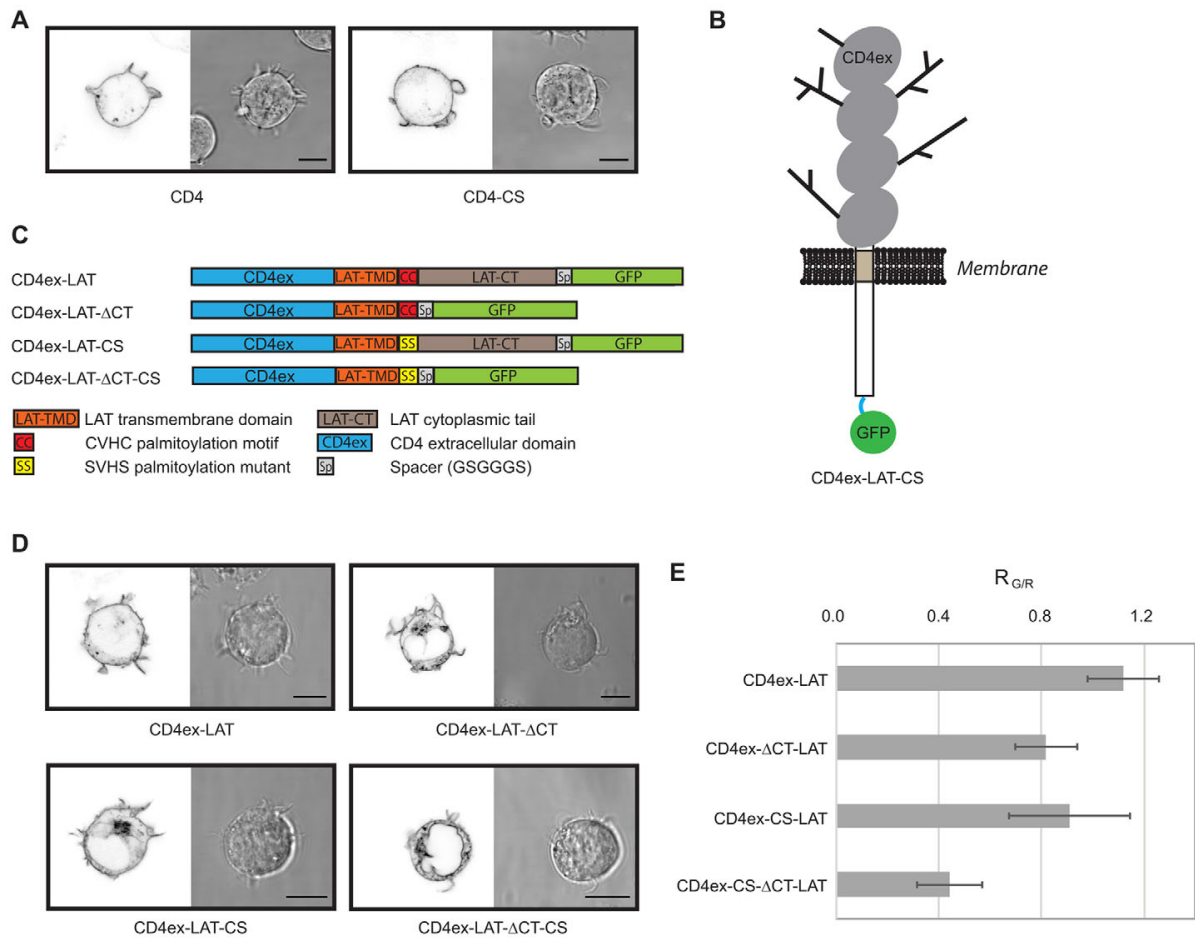 A
CD4
CD4-CS
B
CD4ex
Membrane
GFP
CD4ex-LAT-CS
C
CD4ex-LAT
CD4ex LAT-TMD CC LAT-CT Sp GFP
CD4ex-LAT-ΔCT
CD4ex LAT-TMD CC Sp GFP
CD4ex-LAT-CS
CD4ex LAT-TMD SS LAT-CT Sp GFP
CD4ex-LAT-ΔCT-CS
CD4ex LAT-TMD SS Sp GFP
LAT-TMD LAT transmembrane domain
LAT-CT LAT cytoplasmic tail
CC CVHC palmitoylation motif
CD4ex CD4 extracellular domain
SS SVHS palmitoylation mutant
Sp Spacer (GSGGGS)
D
CD4ex-LAT
CD4ex-LAT-ΔCT
CD4ex-LAT-CS
CD4ex-LAT-ΔCT-CS
E
R G/R
0.0 0.4 0.8 1.2
CD4ex-LAT
CD4ex-ΔCT-LAT
CD4ex-CS-LAT
CD4ex-CS-ΔCT-LAT